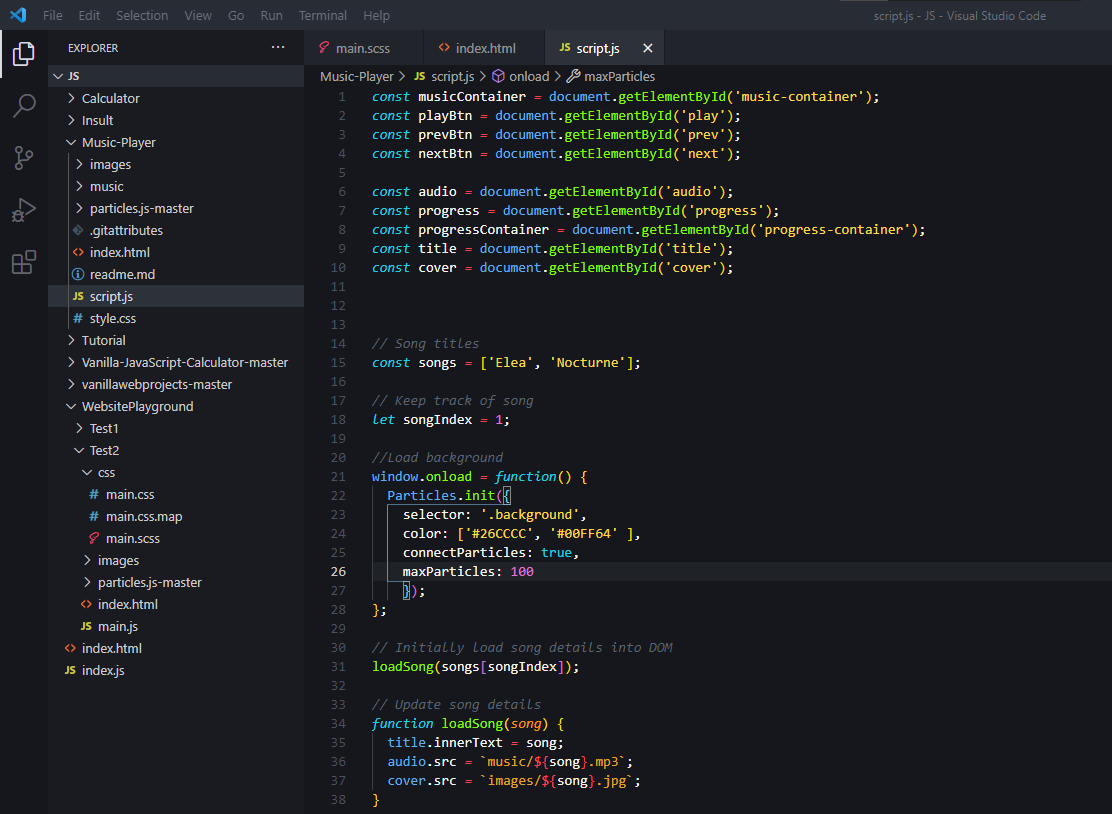 File Edit Selection View Go Run Terminal Help
script.js - JS - Visual Studio Code
EXPLORER ...
JS
Calculator
Insult
Music-Player
images
music
particles.js-master
.gitattributes
index.html
readme.md
JS script.js
# style.css
Tutorial
Vanilla-JavaScript-Calculator-master
vanillawebprojects-master
WebsitePlayground
Test1
Test2
css
# main.css
# main.css.map
main.scss
images
particles.js-master
<> index.html
JS main.js
<> index.html
JS index.js
main.scss <> index.html JS script.js ×
Music-Player > JS script.js > onload > maxParticles
1 const musicContainer = document.getElementById('music-container');
2 const playBtn = document.getElementById('play');
3 const prevBtn = document.getElementById('prev');
4 const nextBtn = document.getElementById('next');
5
6 const audio = document.getElementById('audio');
7 const progress = document.getElementById('progress');
8 const progressContainer = document.getElementById('progress-container');
9 const title = document.getElementById('title');
10 const cover = document.getElementById('cover');
11
12
13
14 // Song titles
15 const songs = ['Elea', 'Nocturne'];
16
17 // Keep track of song
18 let songIndex = 1;
19
20 //Load background
21 window.onload = function() {
22 Particles.init({
23 selector: '.background',
24 color: ['#26CCCC', '#00FF64' ],
25 connectParticles: true,
26 maxParticles: 100
27 });
28 };
29
30 // Initially load song details into DOM
31 loadSong(songs[songIndex]);
32
33 // Update song details
34 function loadSong(song) {
35 title.innerText = song;
36 audio.src = `music/${song}.mp3`;
37 cover.src = `images/${song}.jpg`;
38 }